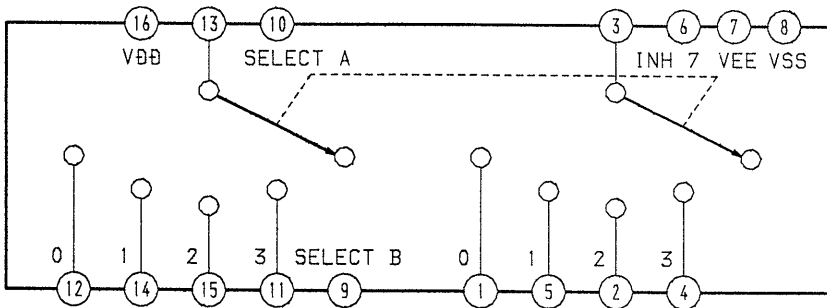 16 13 10 3 6 7 8
VDD SELECT A INH 7 VEE VSS
0 1 2 3 SELECT B 0 1 2 3
12 14 15 11 9 1 5 2 4